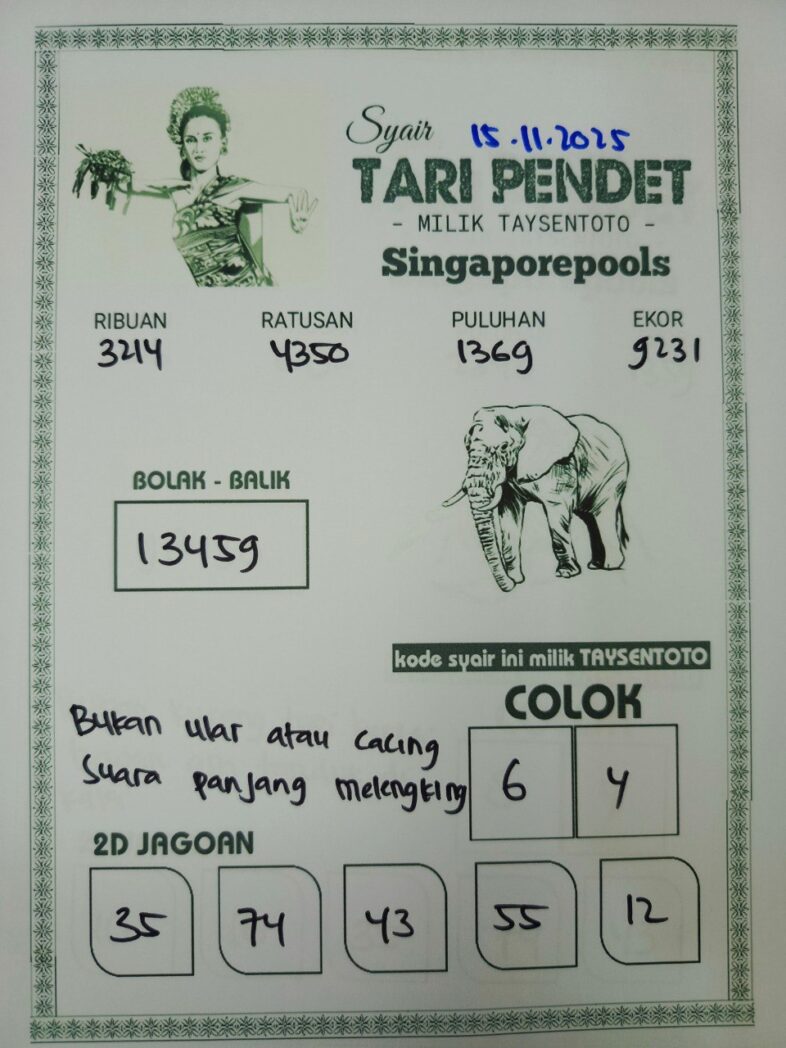 Syair 15.11.2025
TARI PENDET
- MILIK TAYSENTOTO -
Singaporepools
RIBUAN RATUSAN PULUHAN EKOR
3214 4350 1369 9231
BOLAK - BALIK
13459
kode syair ini milik TAYSENTOTO
Bukan ular atau cacing
Suara panjang melengking
COLOK
6 4
2D JAGOAN
35 74 43 55 12